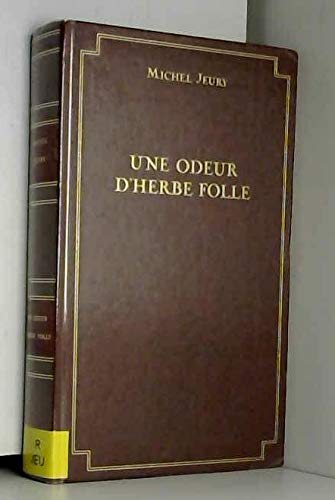 MICHEL JEURY
UNE ODEUR
D'HERBE FOLLE
R
JEU